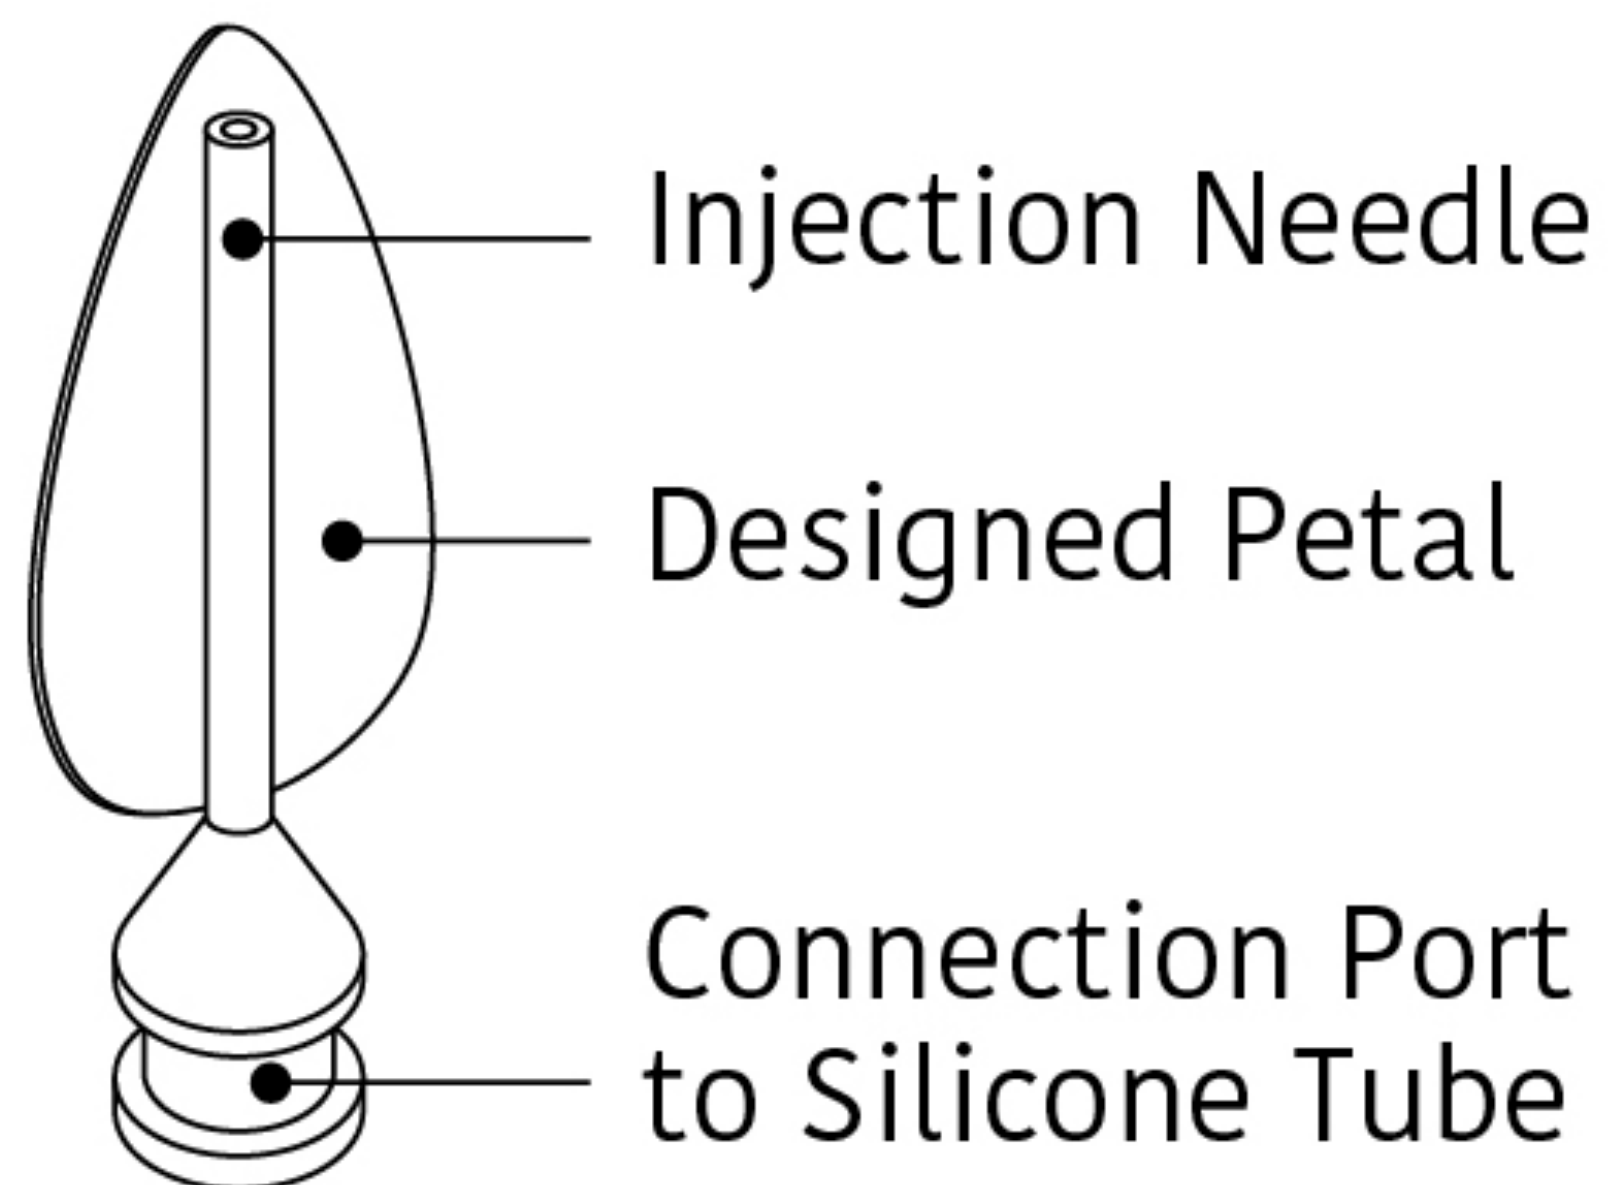 Injection Needle
Designed Petal
Connection Port
to Silicone Tube